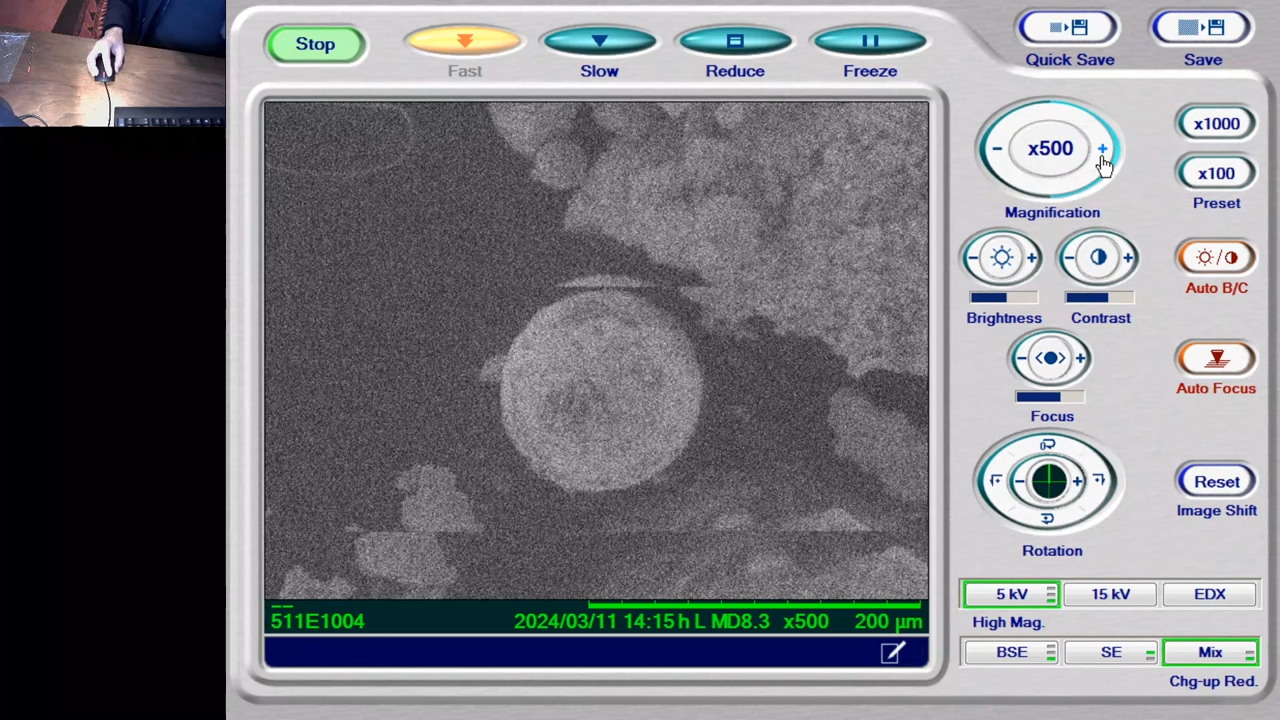 Stop
Fast
Slow
Reduce
Freeze
Quick Save
Save
x500
Magnification
x1000
x100
Preset
Brightness
Contrast
Auto B/C
Focus
Auto Focus
Rotation
Reset
Image Shift
5 kV
15 kV
EDX
High Mag.
BSE
SE
Mix
Chg-up Red.
511E1004
2024/03/11 14:15 h L MD8.3 x500 200 µm